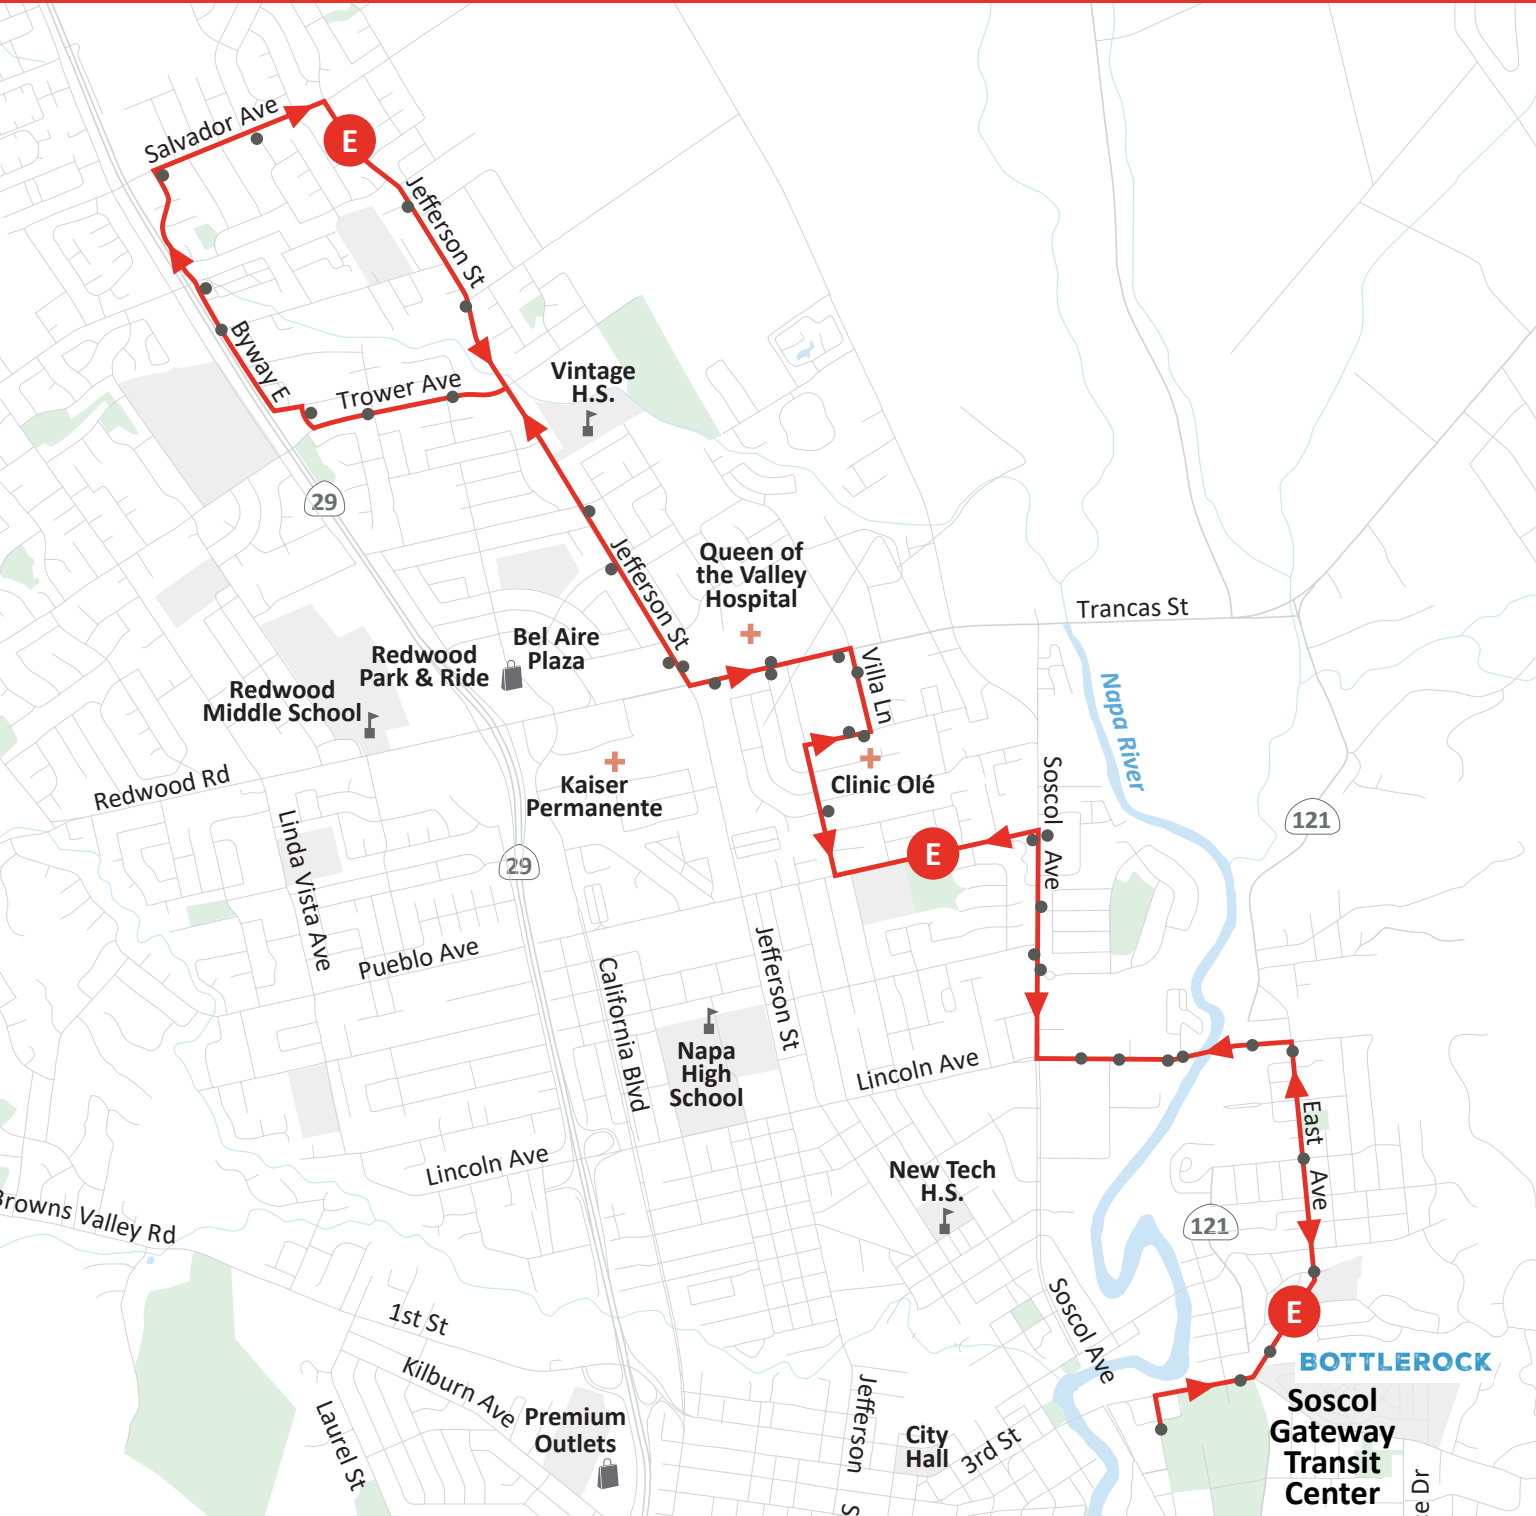 Salvador Ave
E
Jefferson St
Byway E
Trower Ave
Vintage
H.S.
29
Jefferson St
Queen of
the Valley
Hospital
Trancas St
Bel Aire
Plaza
Redwood
Park & Ride
Redwood
Middle School
Villa Ln
Napa River
Redwood Rd
Kaiser
Permanente
Clinic Olé
Soscol Ave
121
Linda Vista Ave
29
E
Pueblo Ave
California Blvd
Jefferson St
Napa
High
School
Lincoln Ave
East Ave
Lincoln Ave
New Tech
H.S.
Browns Valley Rd
121
1st St
Soscol Ave
E
BOTTLEROCK
Kilburn Ave
Laurel St
Premium
Outlets
Jefferson S
City
Hall
3rd St
Soscol
Gateway
Transit
Center
e Dr